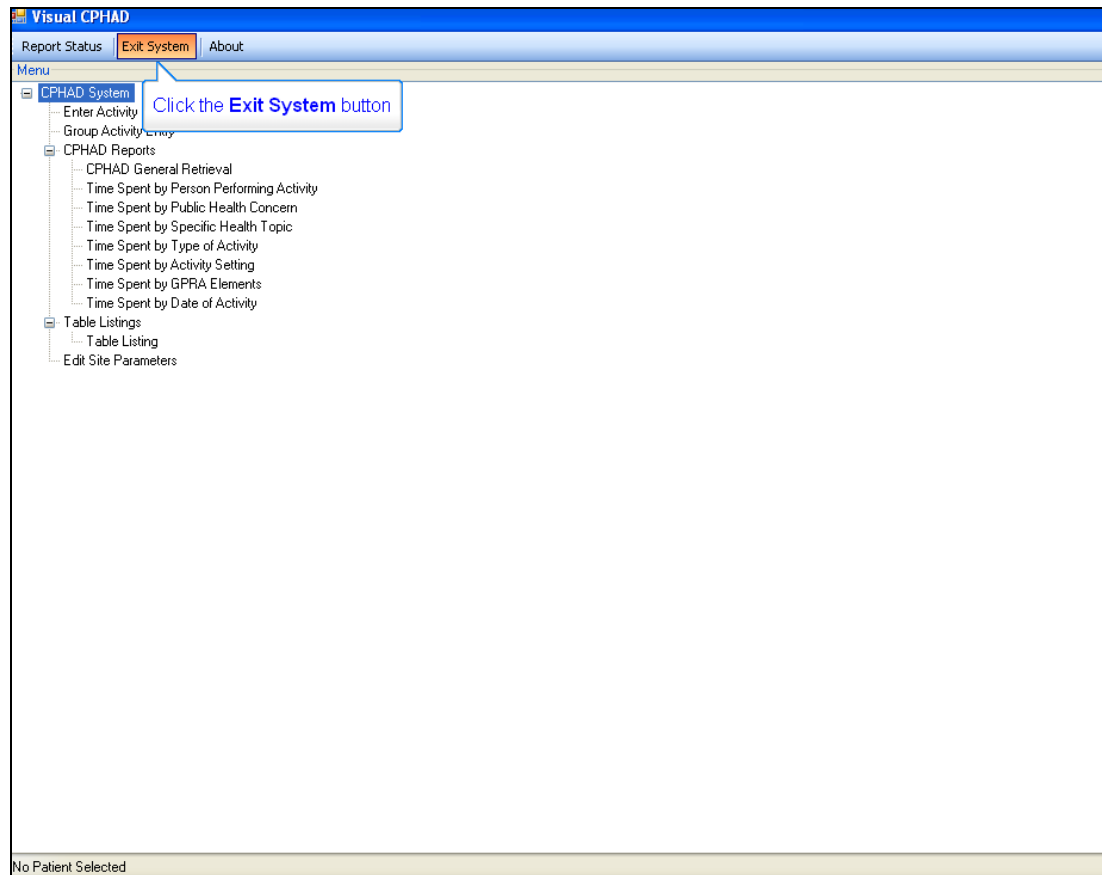 Visual CPHAD
Report Status Exit System About
Menu
CPHAD System
Click the Exit System button
Enter Activity
Group Activity Entry
CPHAD Reports
CPHAD General Retrieval
Time Spent by Person Performing Activity
Time Spent by Public Health Concern
Time Spent by Specific Health Topic
Time Spent by Type of Activity
Time Spent by Activity Setting
Time Spent by GPRA Elements
Time Spent by Date of Activity
Table Listings
Table Listing
Edit Site Parameters
No Patient Selected